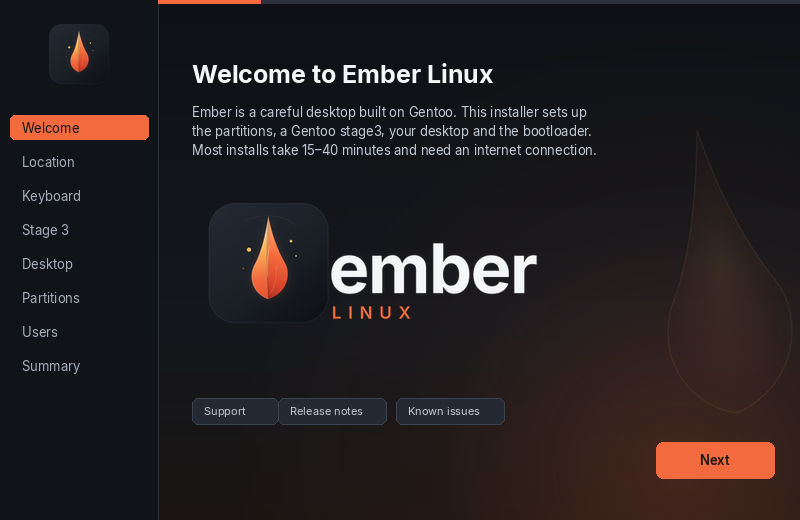 Welcome
Location
Keyboard
Stage 3
Desktop
Partitions
Users
Summary
Welcome to Ember Linux
Ember is a careful desktop built on Gentoo. This installer sets up
the partitions, a Gentoo stage3, your desktop and the bootloader.
Most installs take 15–40 minutes and need an internet connection.
ember
LINUX
Support
Release notes
Known issues
Next